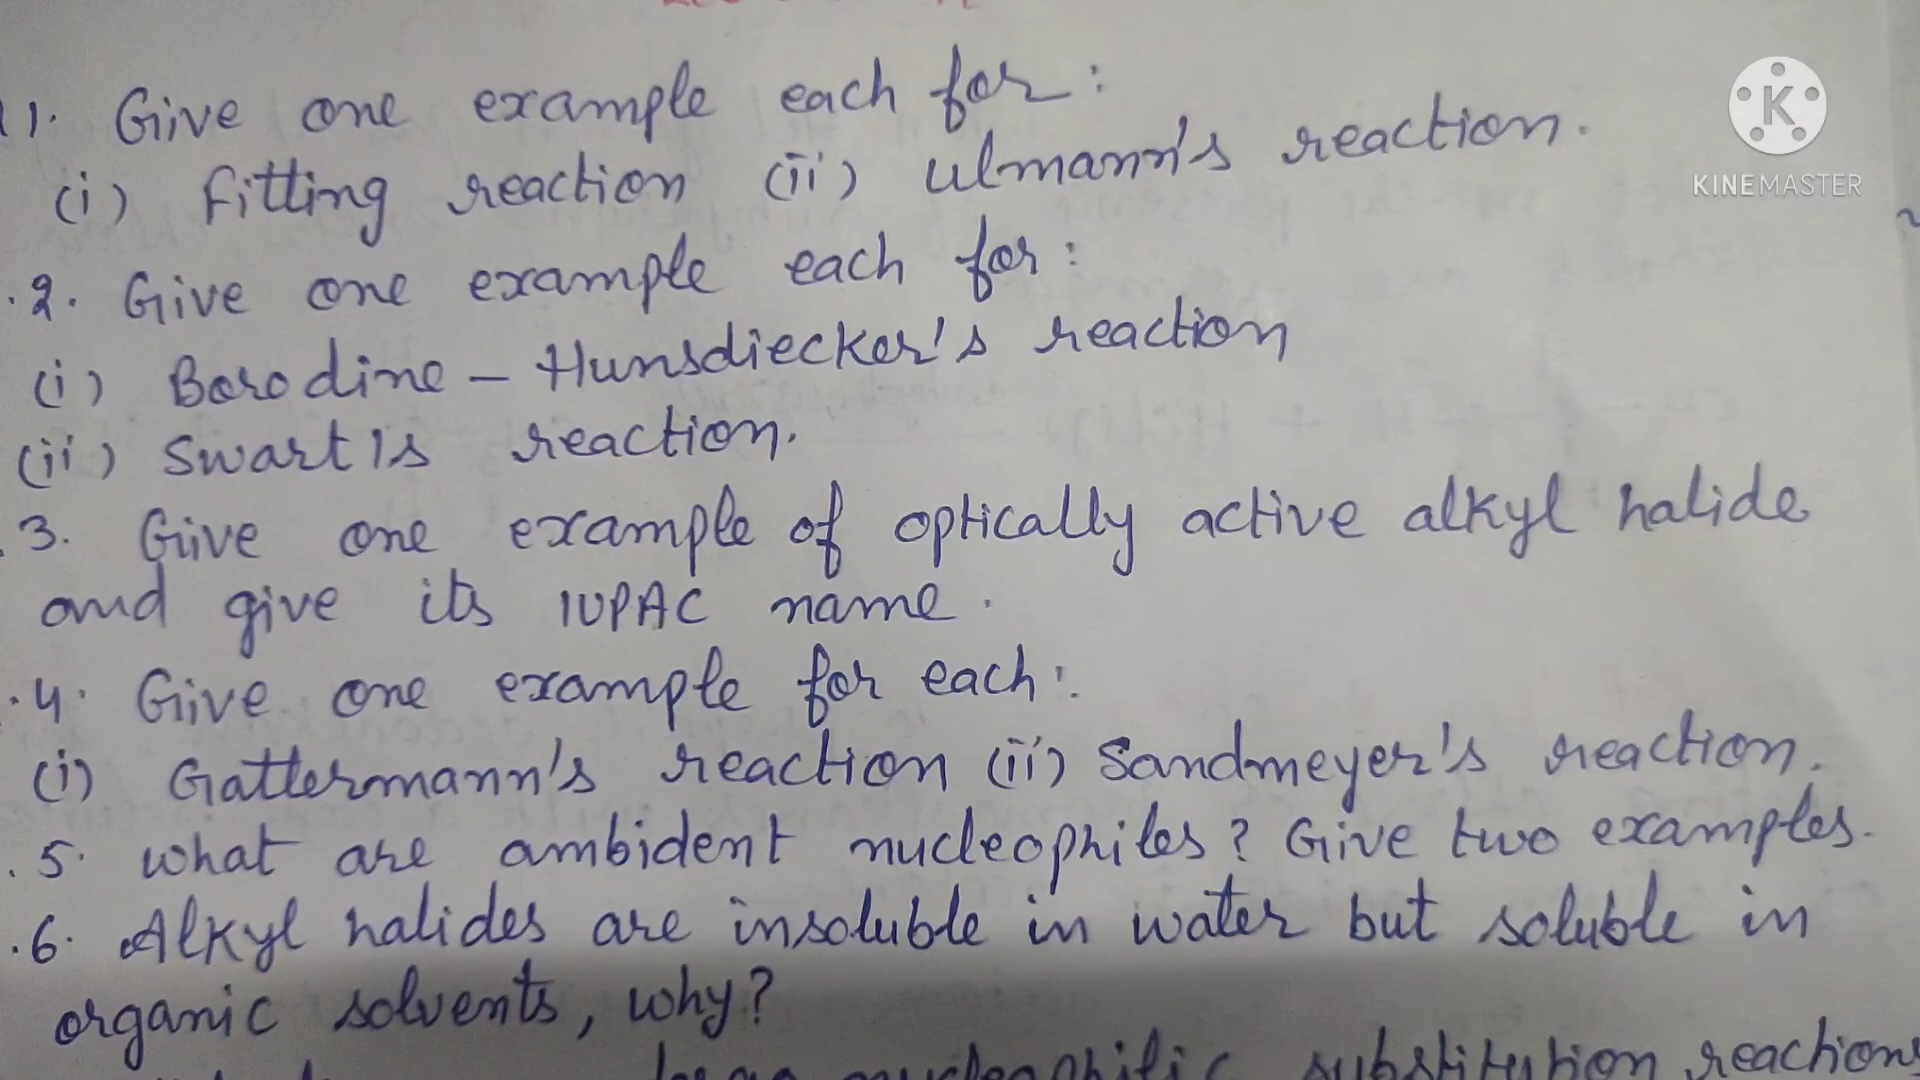 11. Give one example each for:
(i) Fitting reaction (ii) Ulmann's reaction.
.2. Give one example each for:
(i) Borodine - Hunsdiecker's reaction
(ii) Swart's reaction.
.3. Give one example of optically active alkyl halide
and give its IUPAC name.
.4. Give one example for each:
(i) Gattermann's reaction (ii) Sandmeyer's reaction.
.5. What are ambident nucleophiles? Give two examples.
.6. Alkyl halides are insoluble in water but soluble in
organic solvents, why?
nucleophilic substitution reactions
KINEMASTER